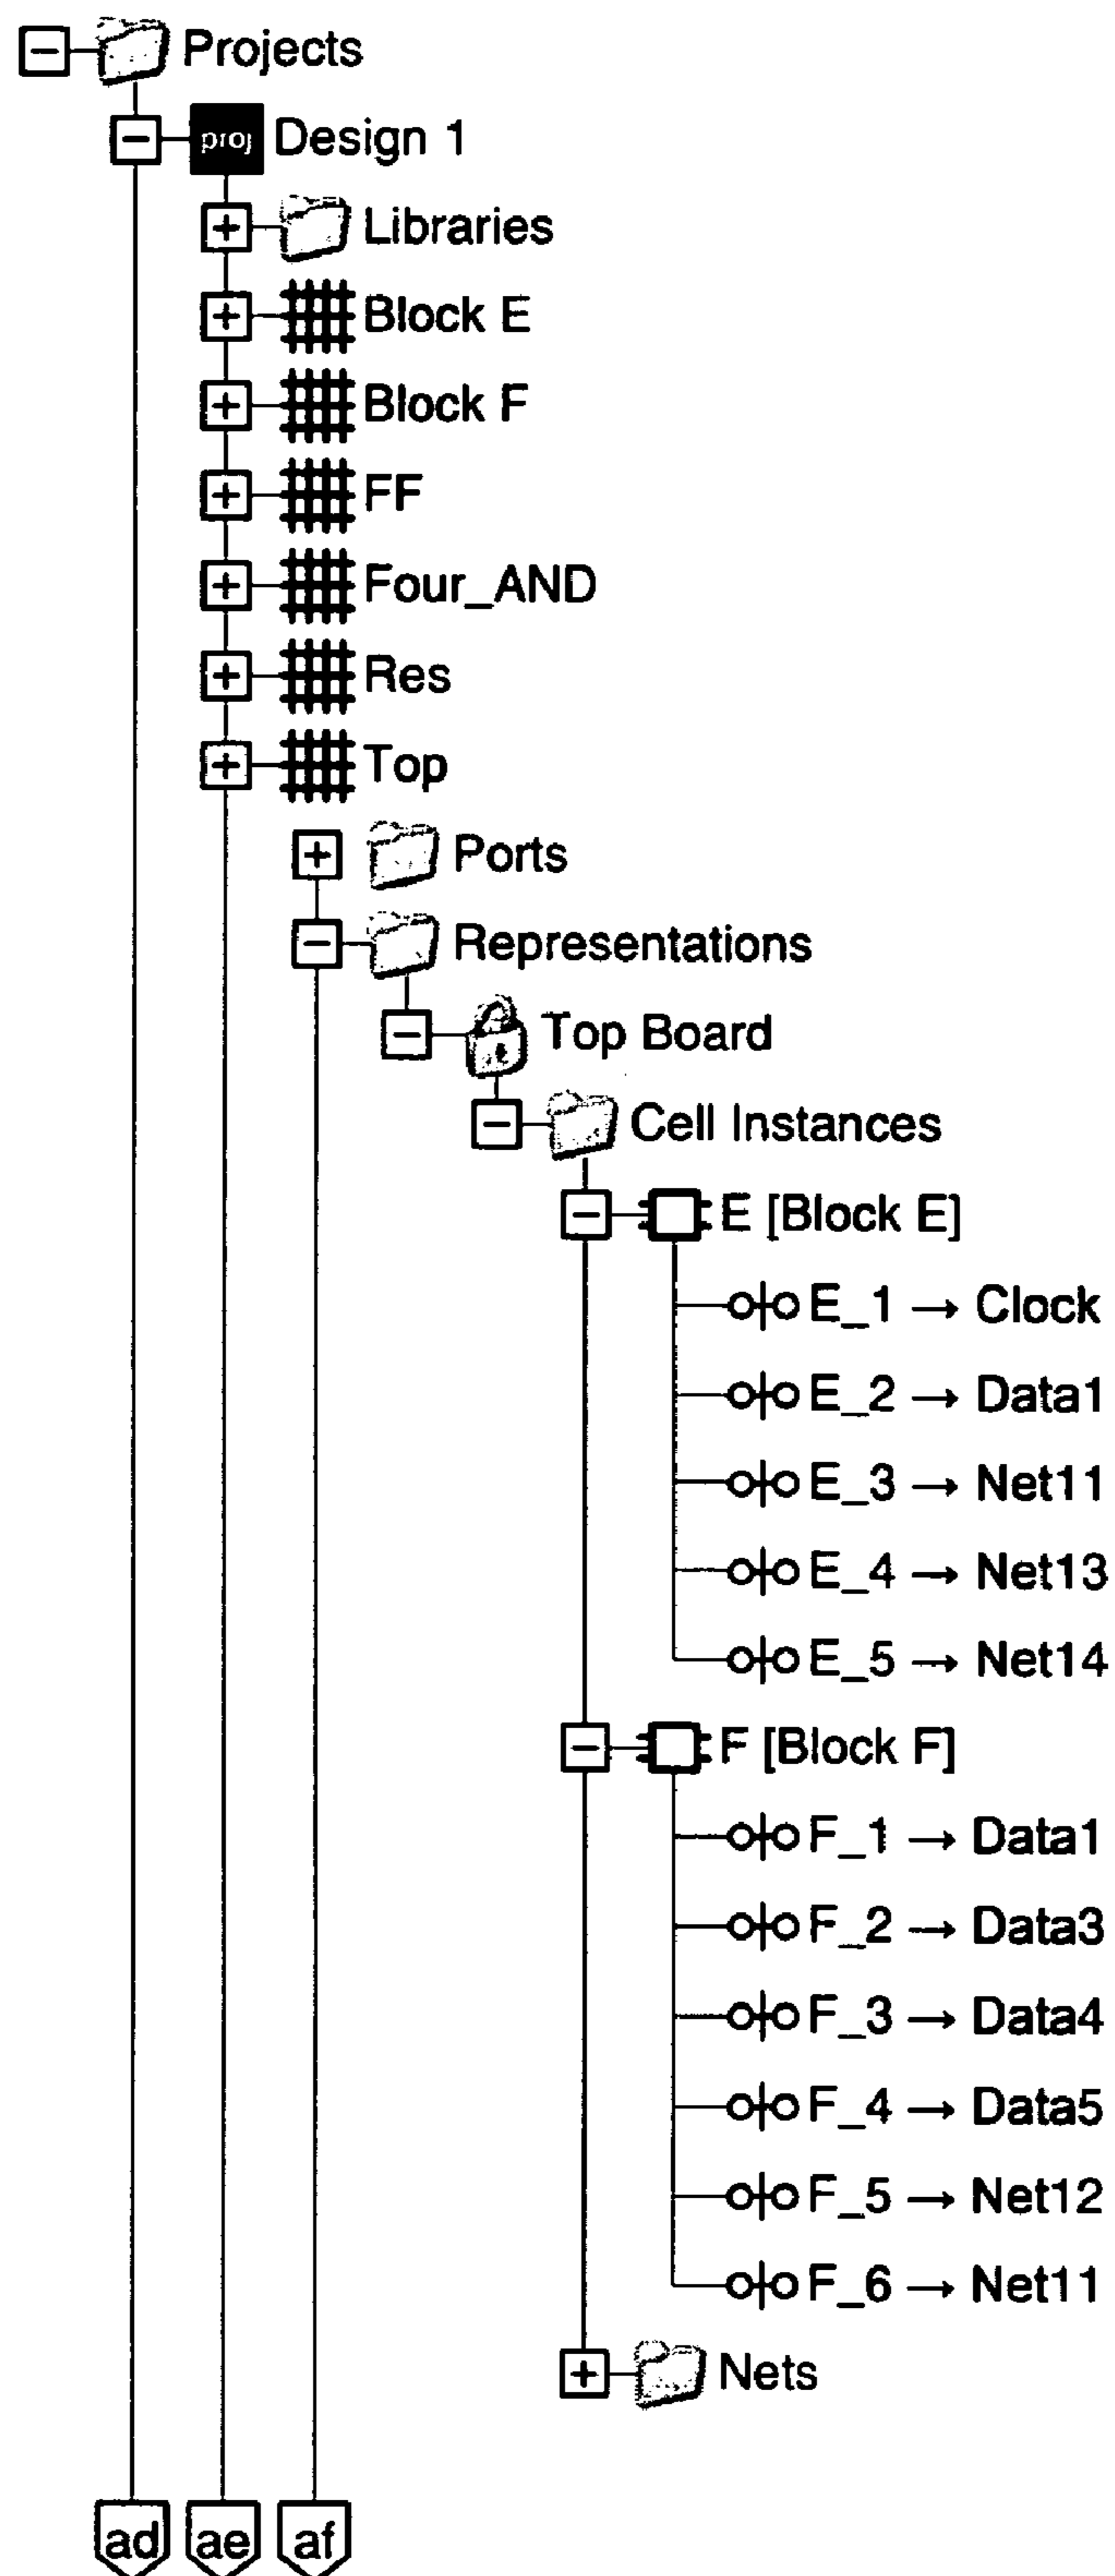 Projects
proj Design 1
Libraries
Block E
Block F
FF
Four_AND
Res
Top
Ports
Representations
Top Board
Cell Instances
E [Block E]
E_1 → Clock
E_2 → Data1
E_3 → Net11
E_4 → Net13
E_5 → Net14
F [Block F]
F_1 → Data1
F_2 → Data3
F_3 → Data4
F_4 → Data5
F_5 → Net12
F_6 → Net11
Nets
ad ae af